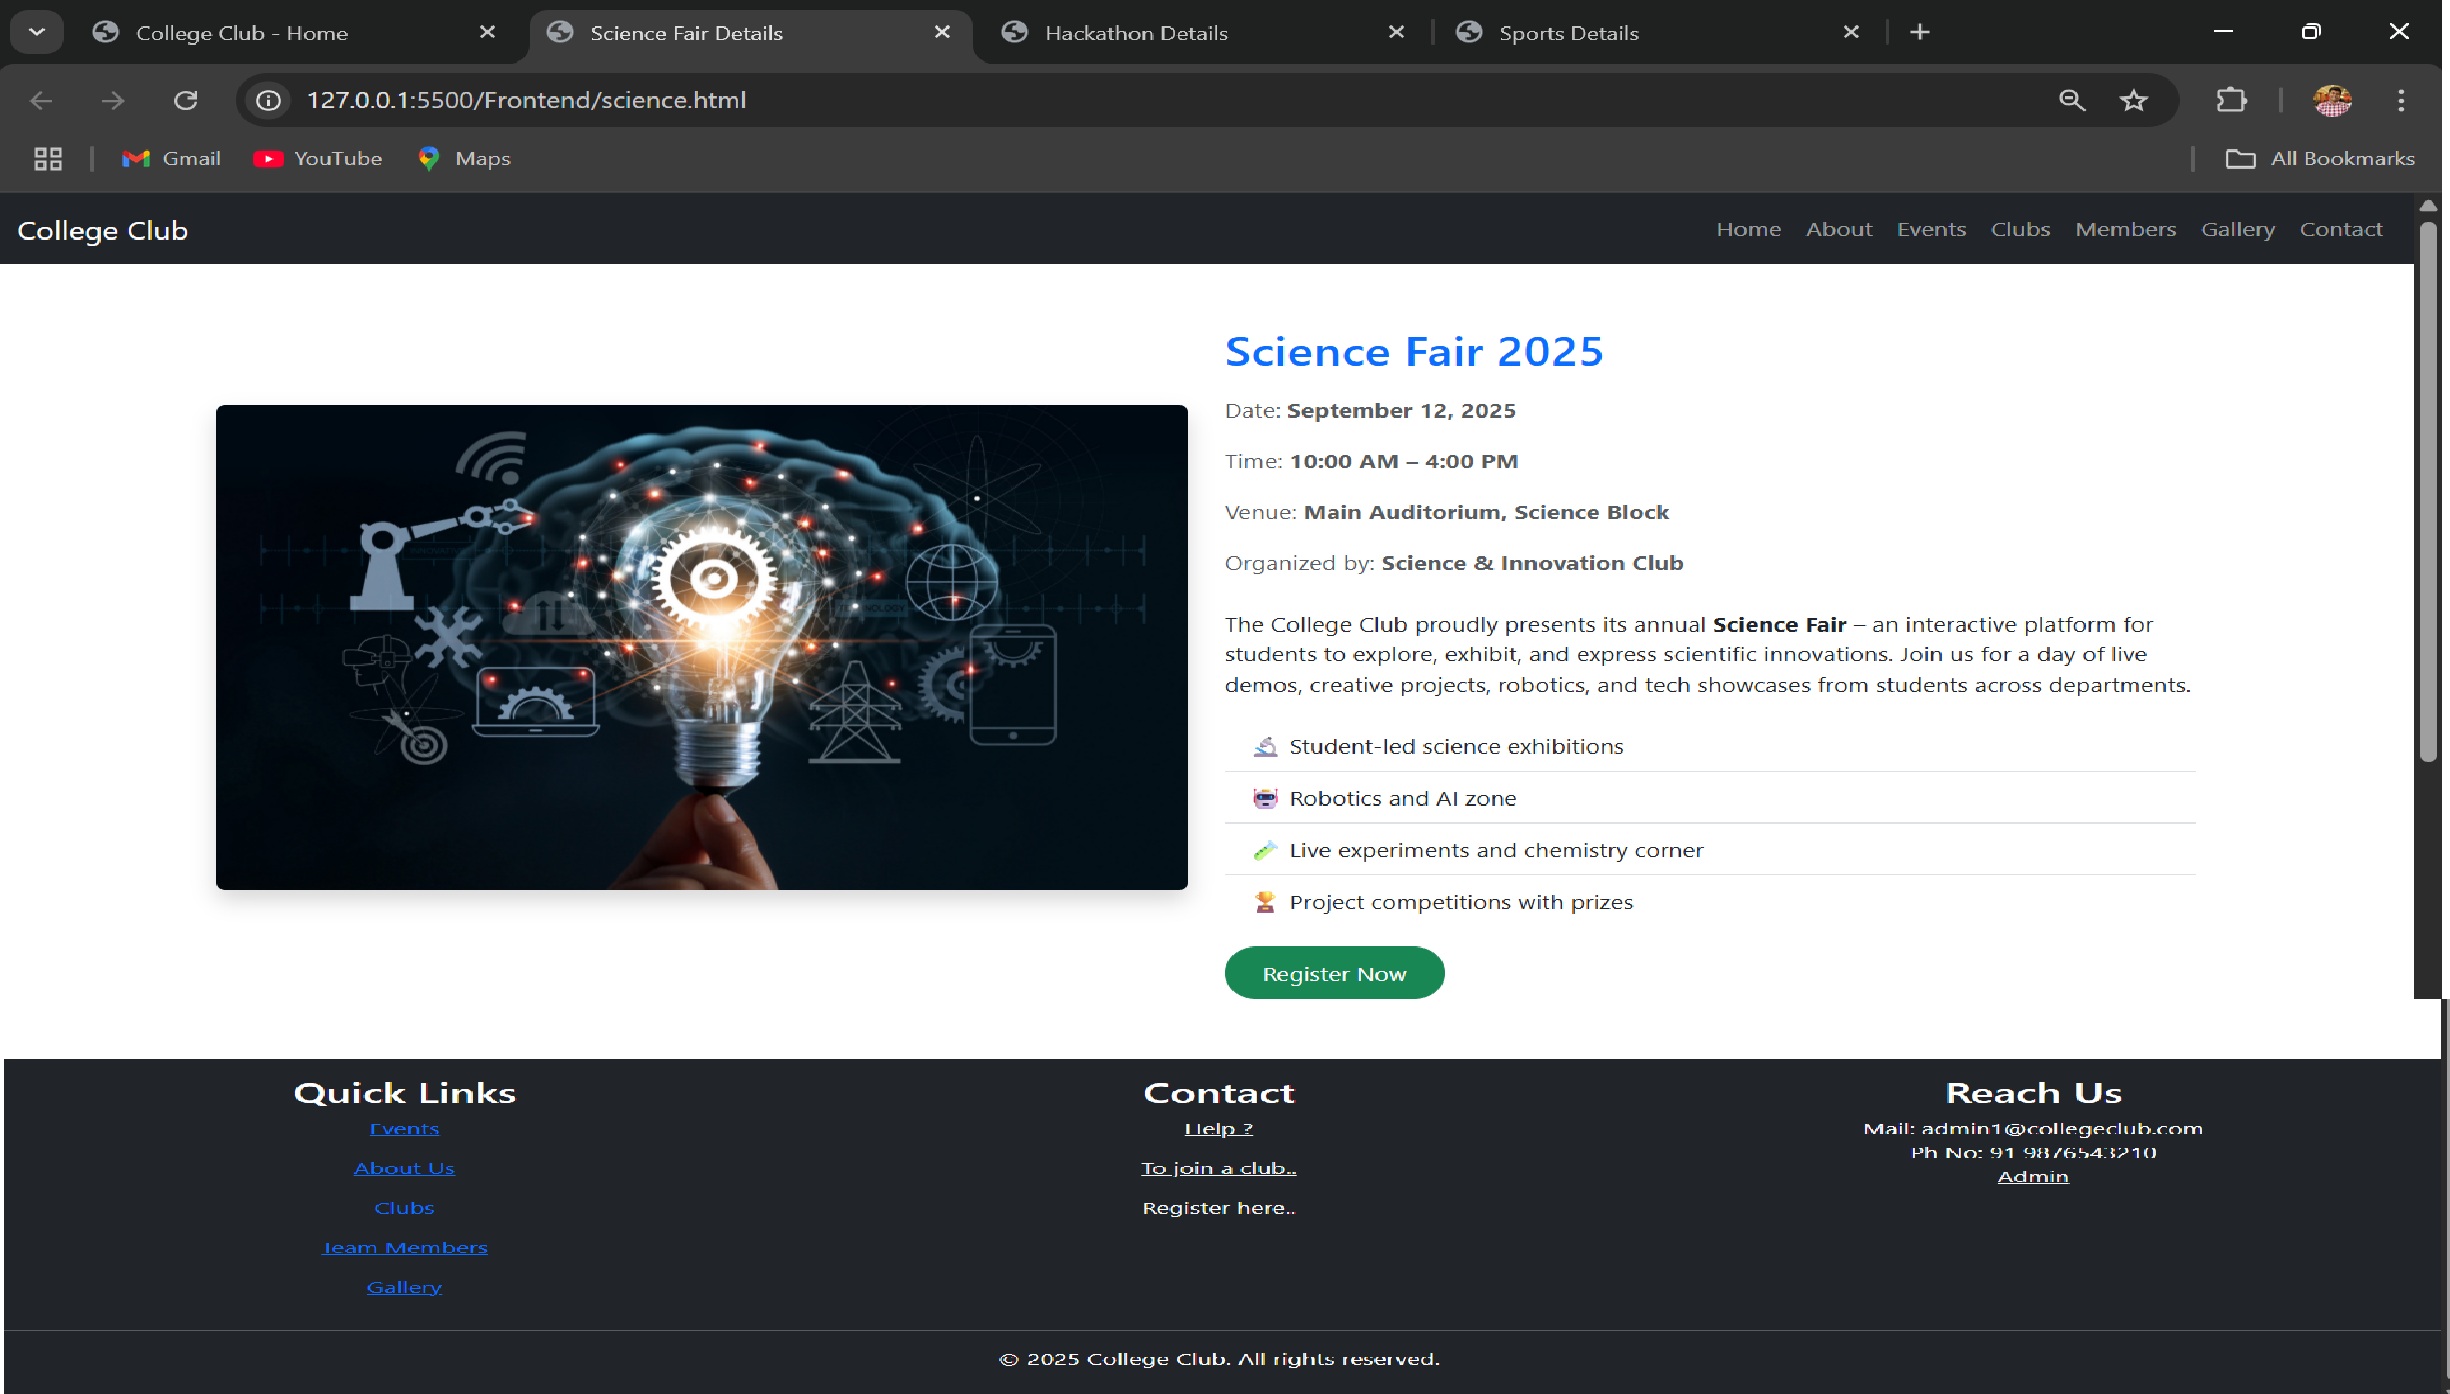 College Club - Home
Science Fair Details
Hackathon Details
Sports Details
127.0.0.1:5500/Frontend/science.html
Gmail
YouTube
Maps
All Bookmarks
College Club
Home About Events Clubs Members Gallery Contact
Science Fair 2025
Date: September 12, 2025
Time: 10:00 AM – 4:00 PM
Venue: Main Auditorium, Science Block
Organized by: Science & Innovation Club
The College Club proudly presents its annual Science Fair – an interactive platform for
students to explore, exhibit, and express scientific innovations. Join us for a day of live
demos, creative projects, robotics, and tech showcases from students across departments.
Student-led science exhibitions
Robotics and AI zone
Live experiments and chemistry corner
Project competitions with prizes
Register Now
Quick Links
Events
About Us
Clubs
Team Members
Gallery
Contact
Help ?
To join a club..
Register here..
Reach Us
Mail: admin1@collegeclub.com
Ph No: 91 9876543210
Admin
© 2025 College Club. All rights reserved.